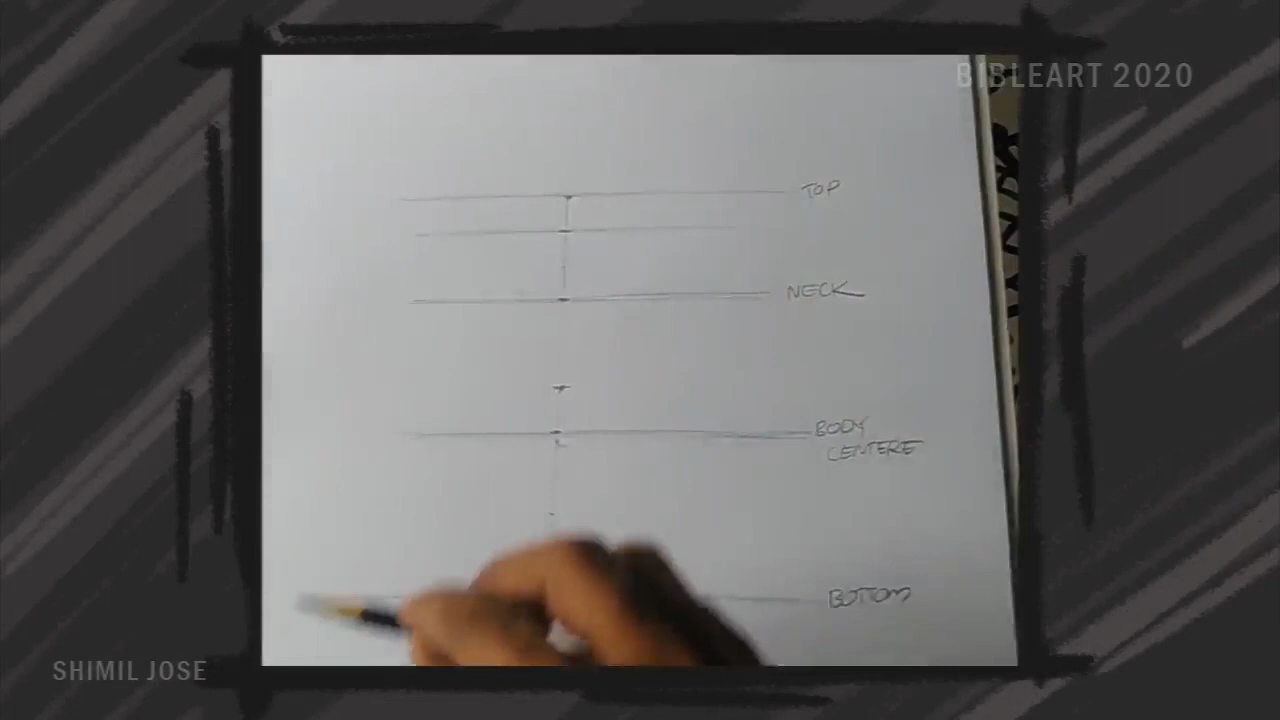 BIBLEART 2020
TOP
NECK
BODY
CENTERE
BOTTOM
SHIMIL JOSE